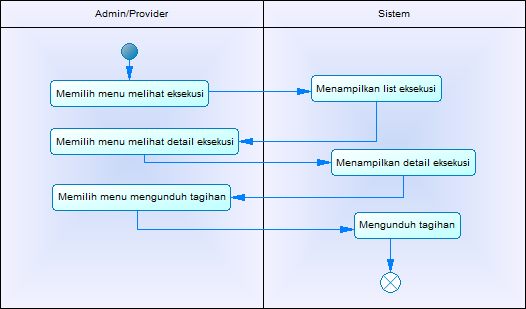 Admin/Provider
Sistem
Memilih menu melihat eksekusi
Menampilkan list eksekusi
Memilih menu melihat detail eksekusi
Menampilkan detail eksekusi
Memilih menu mengunduh tagihan
Mengunduh tagihan